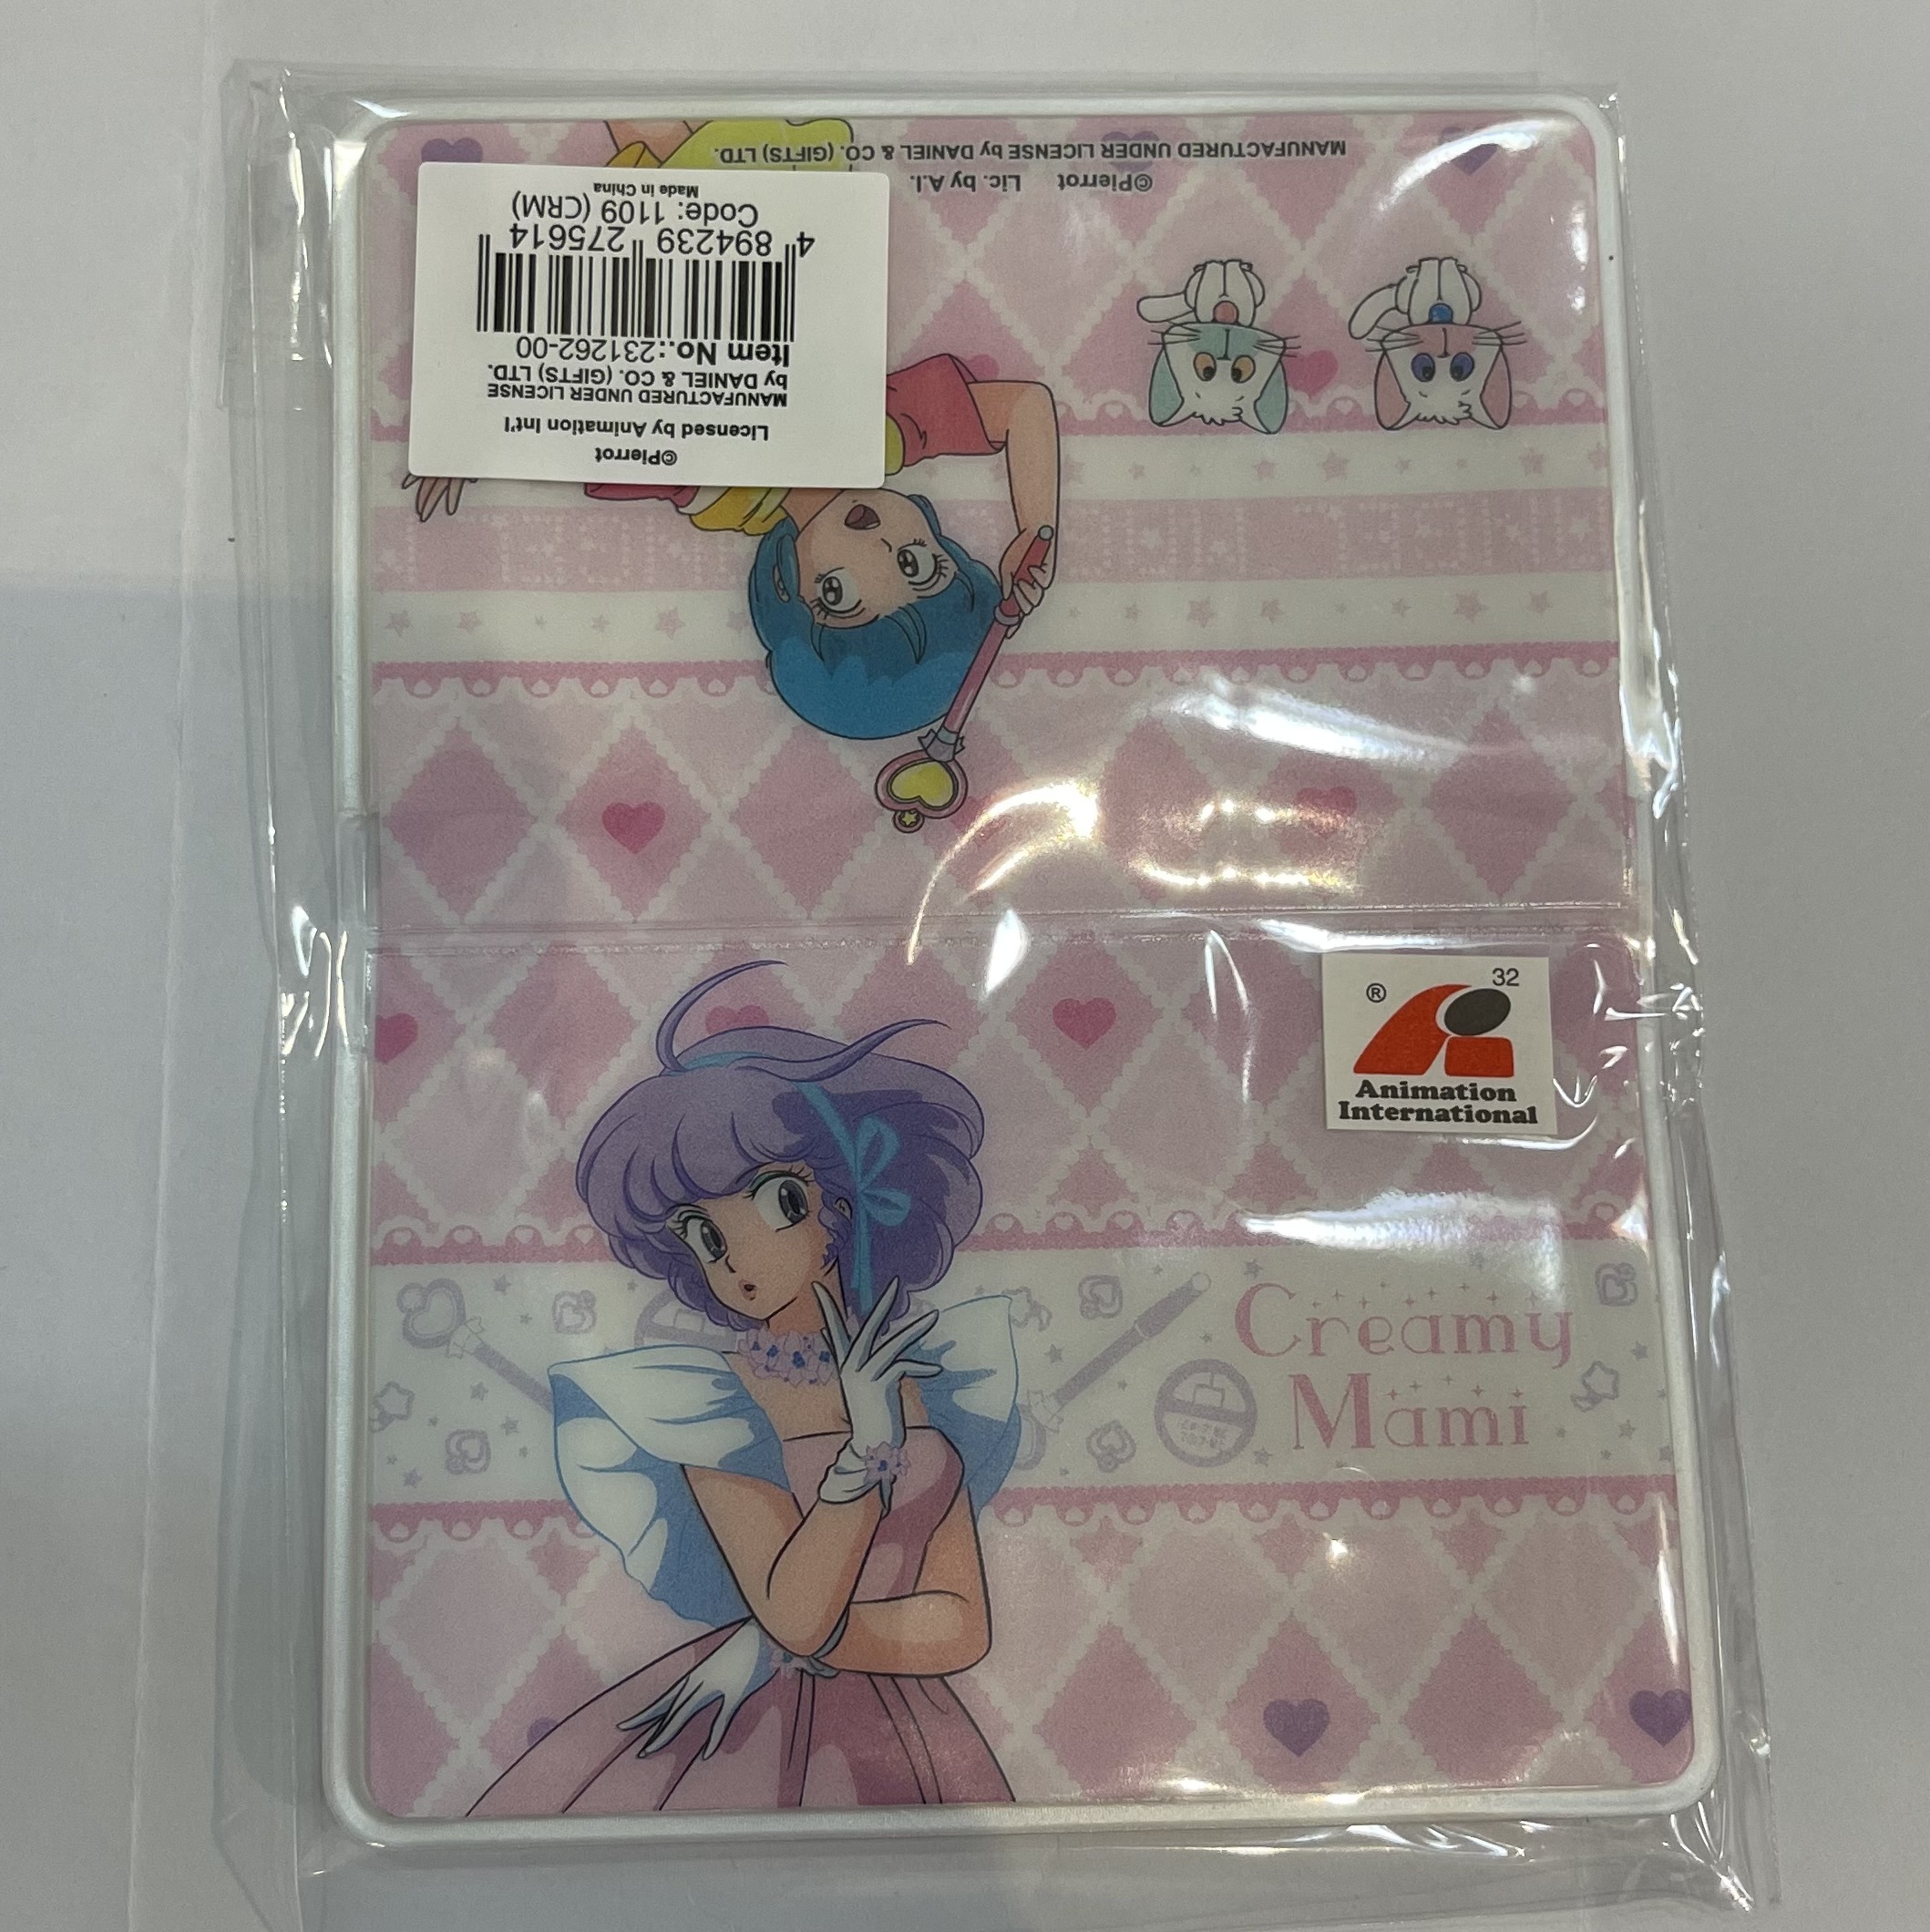 MANUFACTURED UNDER LICENSE by DANIEL & CO. (GIFTS) LTD.
©Pierrot Lic. by A.I.
©Pierrot
Licensed by Animation Int'l
MANUFACTURED UNDER LICENSE
by DANIEL & CO. (GIFTS) LTD.
Item No.:231262-00
4 894239 275614
Code: 1109 (CRM)
Made in China
® 32
Animation
International
Creamy
Mami